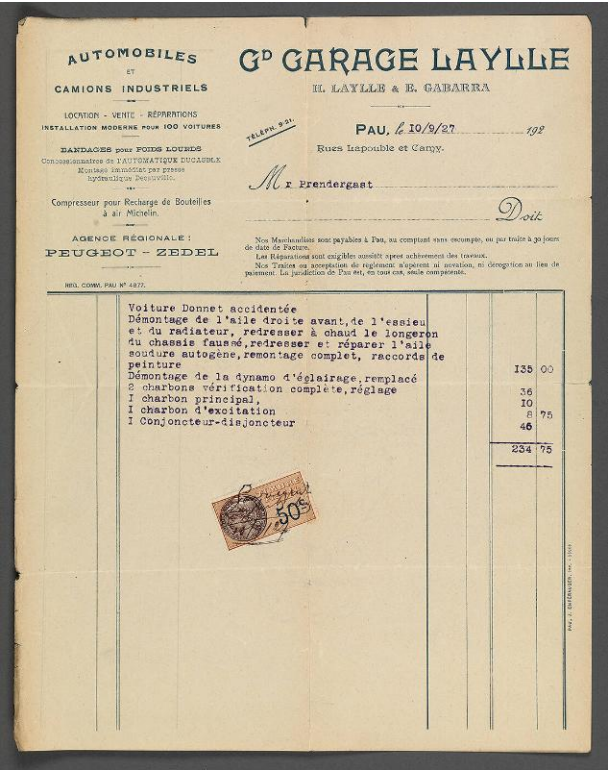 AUTOMOBILES
ET
CAMIONS INDUSTRIELS
LOCATION - VENTE - RÉPARATIONS
INSTALLATION MODERNE POUR 100 VOITURES
BANDAGES POUR POIDS LOURDS
Concessionnaires de l'AUTOMATIQUE DUCASBLE
Montage immédiat par presse
hydraulique Decauville.
Compresseur pour Recharge de Bouteilles
à air Michelin.
AGENCE RÉGIONALE :
PEUGEOT - ZEDEL
REG. COMM. PAU N° 4877.
GD GARAGE LAYLLE
H. LAYLLE & E. GABARRA
TÉLÉPH. 9-21.
PAU, le 10/9/27 192
Rues Lapouble et Camy.
Mr Prendergast
Doit
Nos Marchandises sont payables à Pau, au comptant sans escompte, ou par traite à 30 jours
de date de Facture.
Les Réparations sont exigibles aussitôt après achèvement des travaux.
Nos Traites ou acceptation de règlement n'opèrent ni novation, ni dérogation au lieu de
paiement. La juridiction de Pau est, en tous cas, seule compétente.
Voiture Donnet accidentée
Démontage de l'aile droite avant, de l'essieu
et du radiateur, redresser à chaud le longeron
du chassis faussé, redresser et réparer l'aile
soudure autogène, remontage complet, raccords de
peinture 135 00
Démontage de la dynamo d'éclairage, remplacé
2 charbons vérification complète, réglage 36
I charbon principal, 10
I charbon d'excitation 8 75
I Conjoncteur-disjoncteur 45
234 75
50c